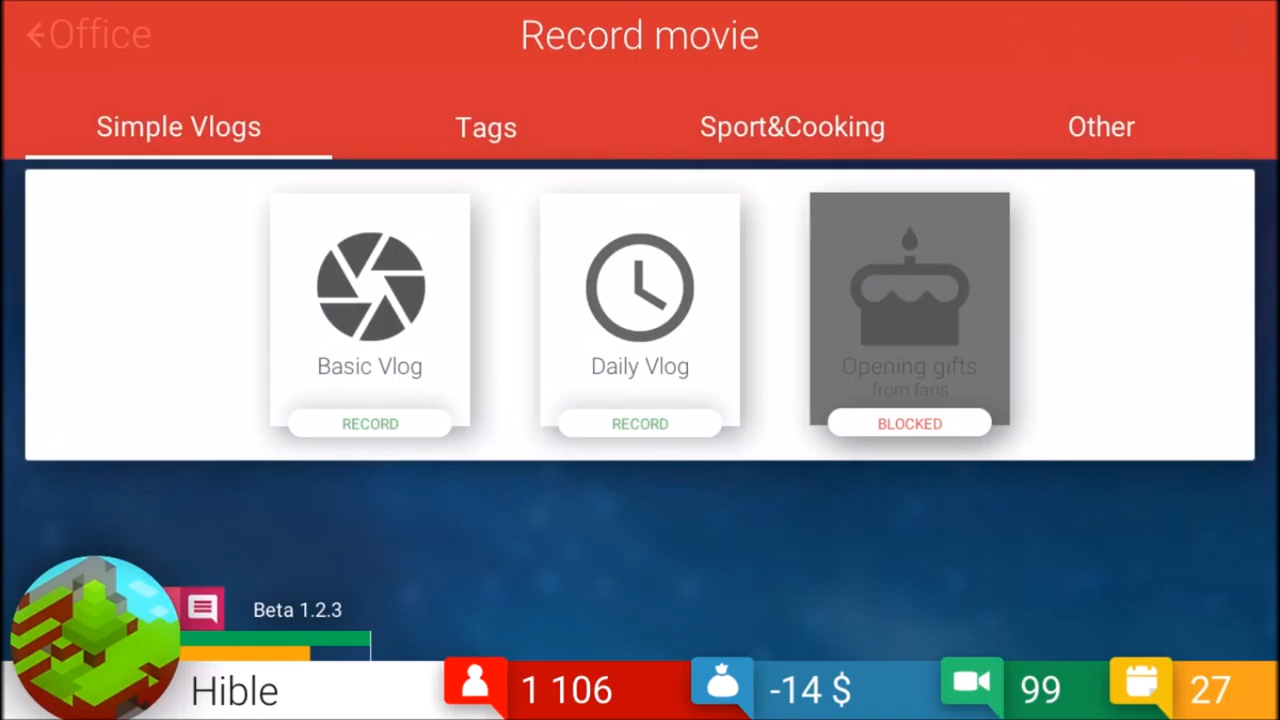 Office
Record movie
Simple Vlogs
Tags
Sport&Cooking
Other
Basic Vlog
RECORD
Daily Vlog
RECORD
Opening gifts
from fans
BLOCKED
Beta 1.2.3
Hible
1 106
-14 $
99
27